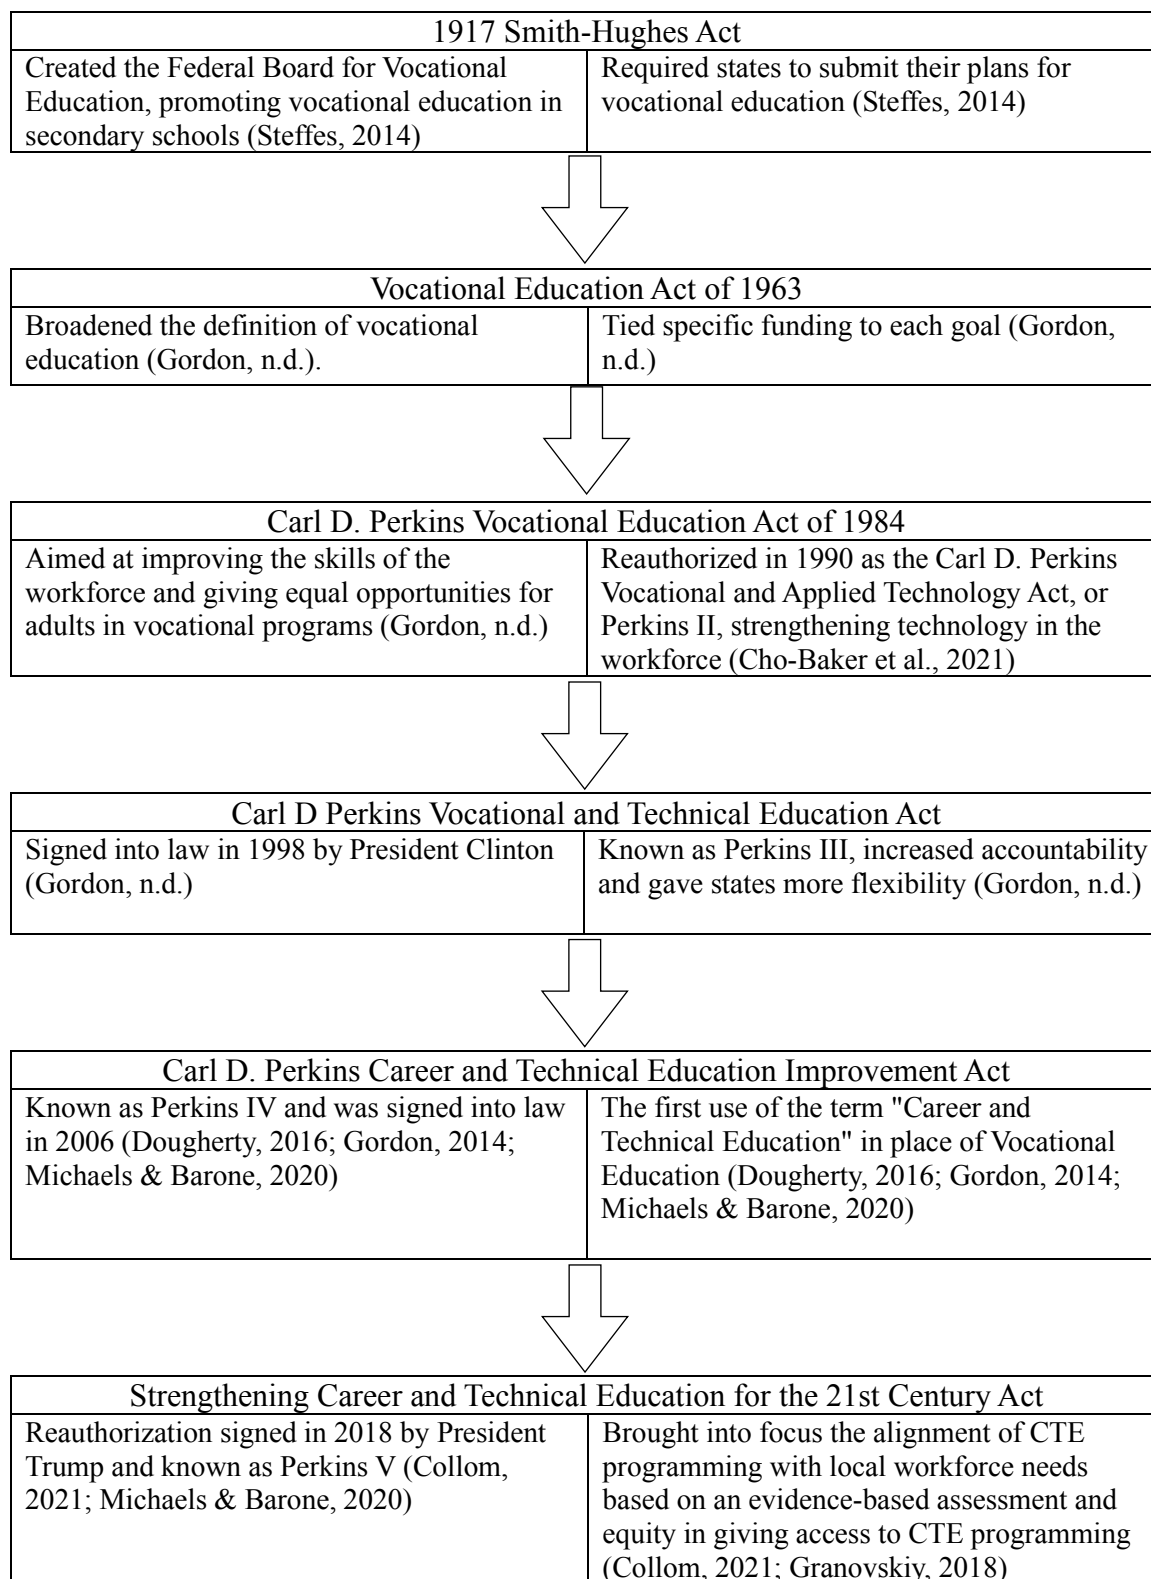 1917 Smith-Hughes Act
Created the Federal Board for Vocational
Education, promoting vocational education in
secondary schools (Steffes, 2014)
Required states to submit their plans for
vocational education (Steffes, 2014)
Vocational Education Act of 1963
Broadened the definition of vocational
education (Gordon, n.d.).
Tied specific funding to each goal (Gordon,
n.d.)
Carl D. Perkins Vocational Education Act of 1984
Aimed at improving the skills of the
workforce and giving equal opportunities for
adults in vocational programs (Gordon, n.d.)
Reauthorized in 1990 as the Carl D. Perkins
Vocational and Applied Technology Act, or
Perkins II, strengthening technology in the
workforce (Cho-Baker et al., 2021)
Carl D Perkins Vocational and Technical Education Act
Signed into law in 1998 by President Clinton
(Gordon, n.d.)
Known as Perkins III, increased accountability
and gave states more flexibility (Gordon, n.d.)
Carl D. Perkins Career and Technical Education Improvement Act
Known as Perkins IV and was signed into law
in 2006 (Dougherty, 2016; Gordon, 2014;
Michaels & Barone, 2020)
The first use of the term "Career and
Technical Education" in place of Vocational
Education (Dougherty, 2016; Gordon, 2014;
Michaels & Barone, 2020)
Strengthening Career and Technical Education for the 21st Century Act
Reauthorization signed in 2018 by President
Trump and known as Perkins V (Collom,
2021; Michaels & Barone, 2020)
Brought into focus the alignment of CTE
programming with local workforce needs
based on an evidence-based assessment and
equity in giving access to CTE programming
(Collom, 2021; Granovskiy, 2018)